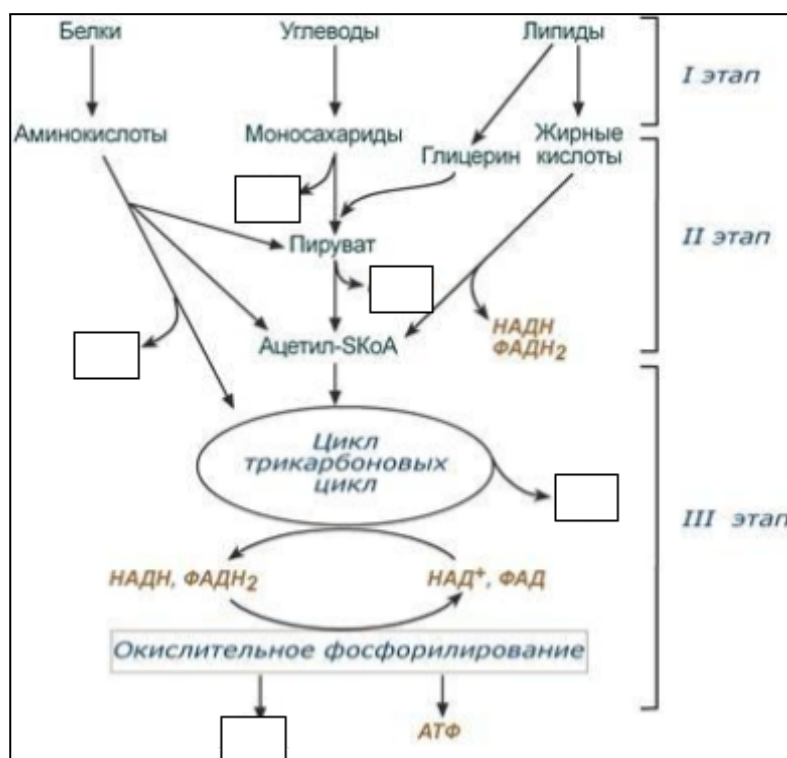 Белки
Углеводы
Липиды
I этап
Аминокислоты
Моносахариды
Глицерин
Жирные
кислоты
II этап
Пируват
НАДН
ФАДН₂
Ацетил-SKoA
Цикл
трикарбоновых
цикл
III этап
НАДН, ФАДН₂
НАД⁺, ФАД
Окислительное фосфорилирование
АТФ